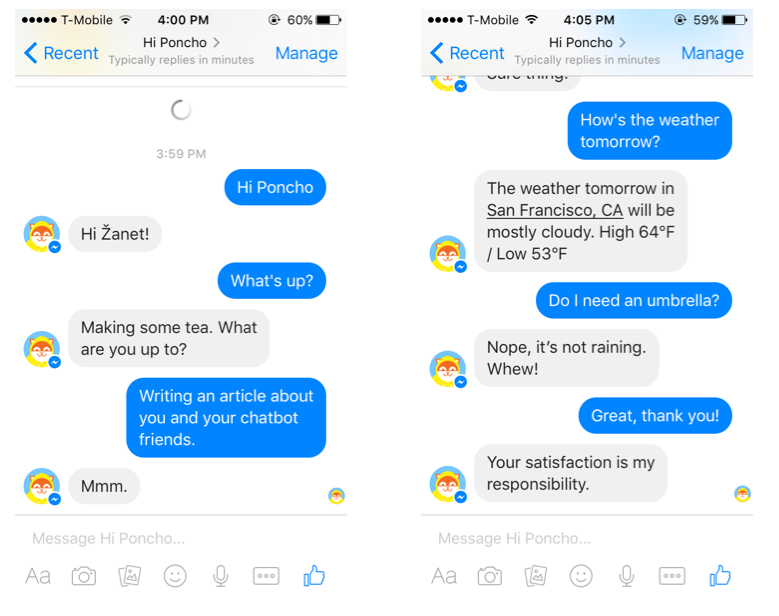 T-Mobile 4:00 PM 60%
Recent Hi Poncho Manage
Typically replies in minutes
3:59 PM
Hi Poncho
Hi Žanet!
What's up?
Making some tea. What
are you up to?
Writing an article about
you and your chatbot
friends.
Mmm.
Message Hi Poncho...
Aa
T-Mobile 4:05 PM 59%
Recent Hi Poncho Manage
Typically replies in minutes
Sure thing!
How's the weather
tomorrow?
The weather tomorrow in
San Francisco, CA will be
mostly cloudy. High 64°F
/ Low 53°F
Do I need an umbrella?
Nope, it's not raining.
Whew!
Great, thank you!
Your satisfaction is my
responsibility.
Message Hi Poncho...
Aa